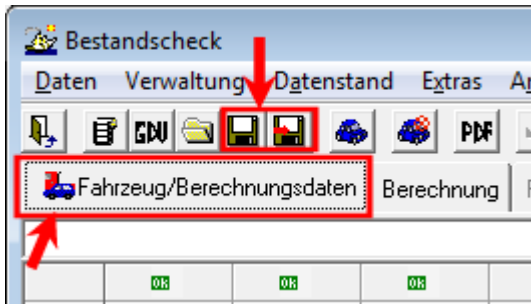 Bestandscheck
Daten Verwaltung Datenstand Extras
GDV PDF
Fahrzeug/Berechnungsdaten Berechnung
OK OK OK